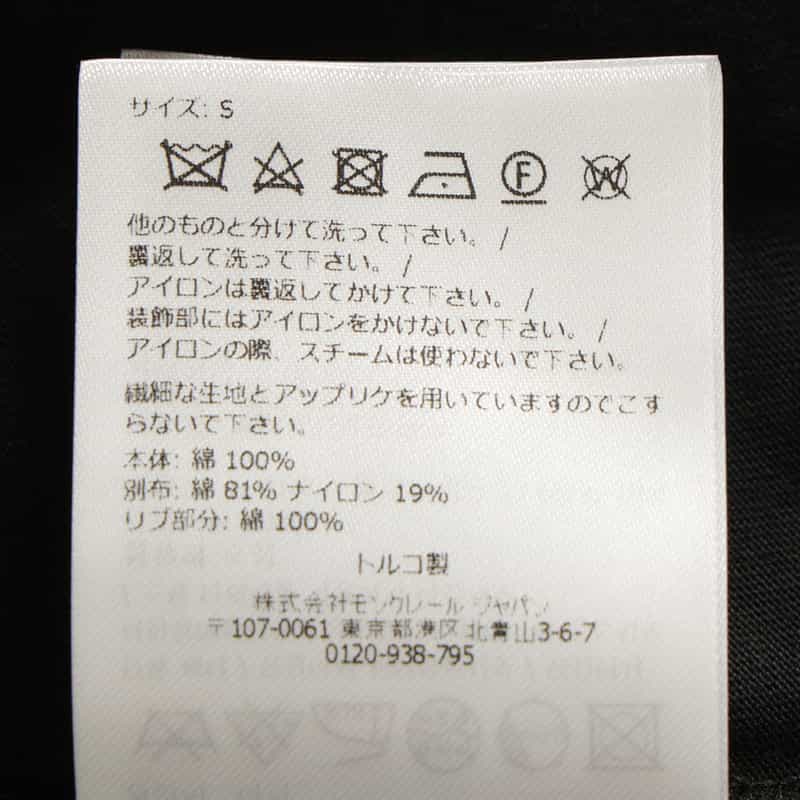 サイズ: S
F
W
他のものと分けて洗って下さい。 /
裏返して洗って下さい。 /
アイロンは裏返してかけて下さい。 /
装飾部にはアイロンをかけないで下さい。 /
アイロンの際、スチームは使わないで下さい。
繊細な生地とアップリケを用いていますのでこす
らないで下さい。
本体: 綿 100%
別布: 綿 81% ナイロン 19%
リブ部分: 綿 100%
トルコ製
株式会社モンクレール ジャパン
〒107-0061 東京都港区北青山3-6-7
0120-938-795